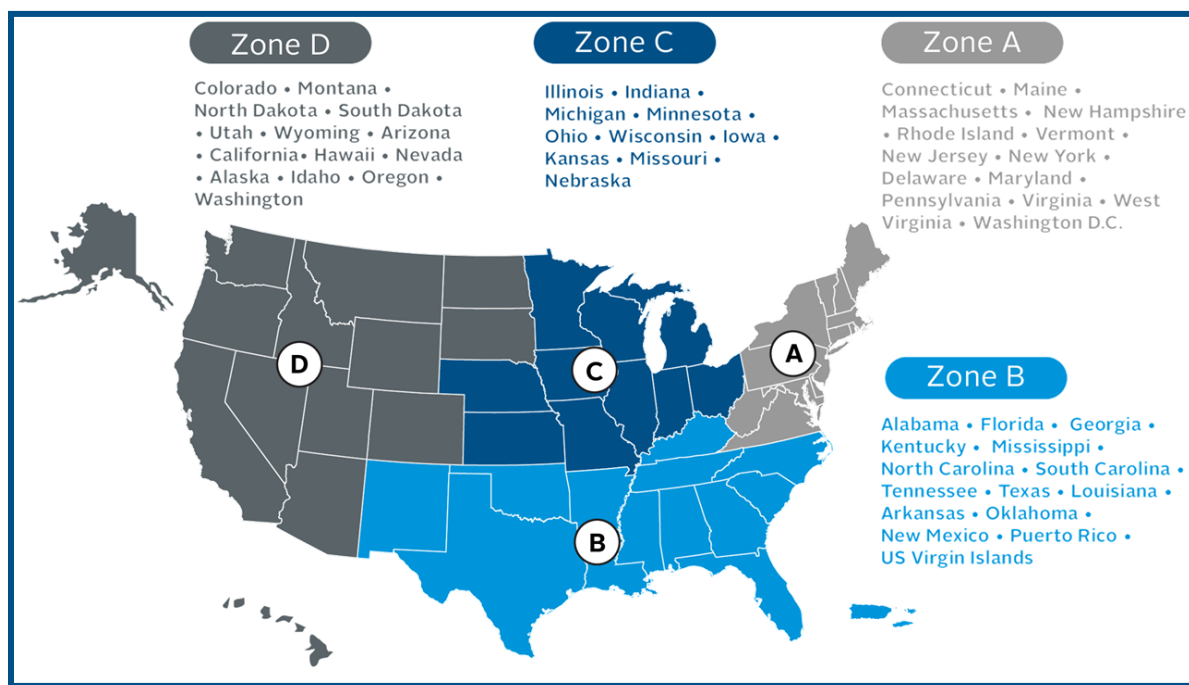 Zone D
Colorado • Montana •
North Dakota • South Dakota
• Utah • Wyoming • Arizona
• California• Hawaii • Nevada
• Alaska • Idaho • Oregon •
Washington
Zone C
Illinois • Indiana •
Michigan • Minnesota •
Ohio • Wisconsin • Iowa •
Kansas • Missouri •
Nebraska
Zone A
Connecticut • Maine •
Massachusetts • New Hampshire
• Rhode Island • Vermont •
New Jersey • New York •
Delaware • Maryland •
Pennsylvania • Virginia • West
Virginia • Washington D.C.
D
C
A
B
Zone B
Alabama • Florida • Georgia •
Kentucky • Mississippi •
North Carolina • South Carolina •
Tennessee • Texas • Louisiana •
Arkansas • Oklahoma •
New Mexico • Puerto Rico •
US Virgin Islands